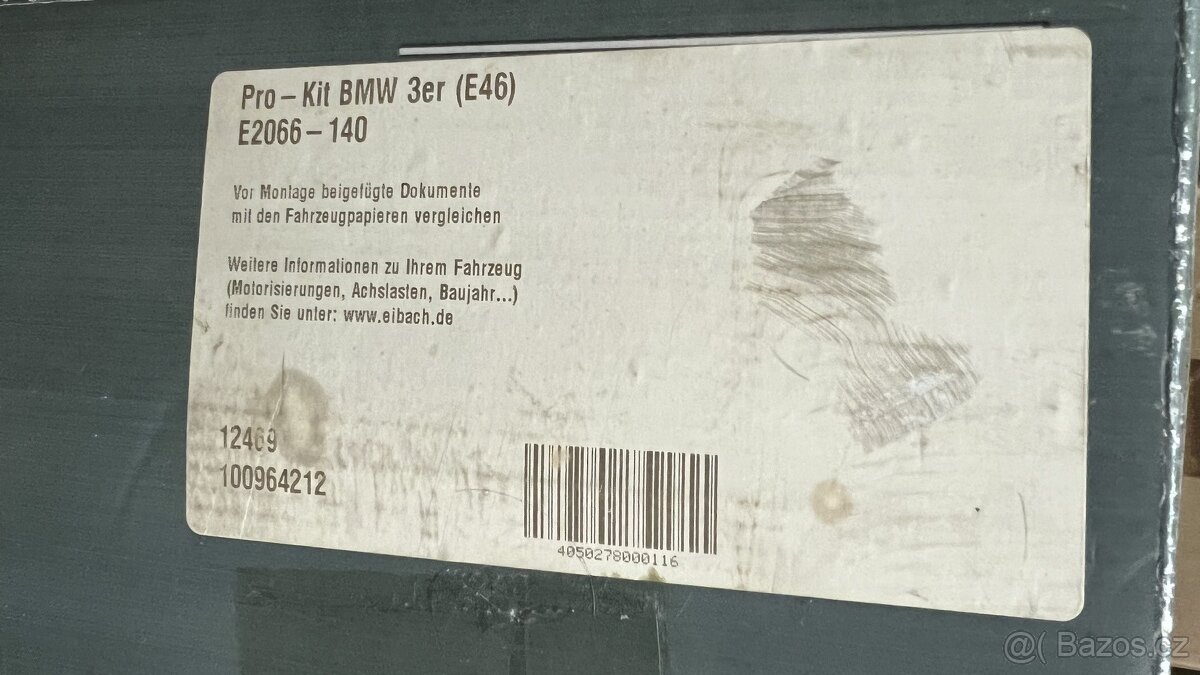 Pro – Kit BMW 3er (E46)
E2066 – 140
Vor Montage beigefügte Dokumente
mit den Fahrzeugpapieren vergleichen
Weitere Informationen zu Ihrem Fahrzeug
(Motorisierungen, Achslasten, Baujahr...)
finden Sie unter: www.eibach.de
12469
100964212
4050278000116
@( Bazos.cz